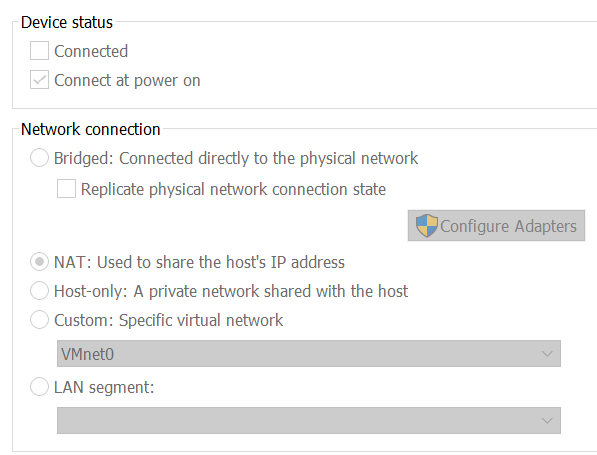 Device status
Connected
Connect at power on
Network connection
Bridged: Connected directly to the physical network
Replicate physical network connection state
Configure Adapters
NAT: Used to share the host's IP address
Host-only: A private network shared with the host
Custom: Specific virtual network
VMnet0
LAN segment: